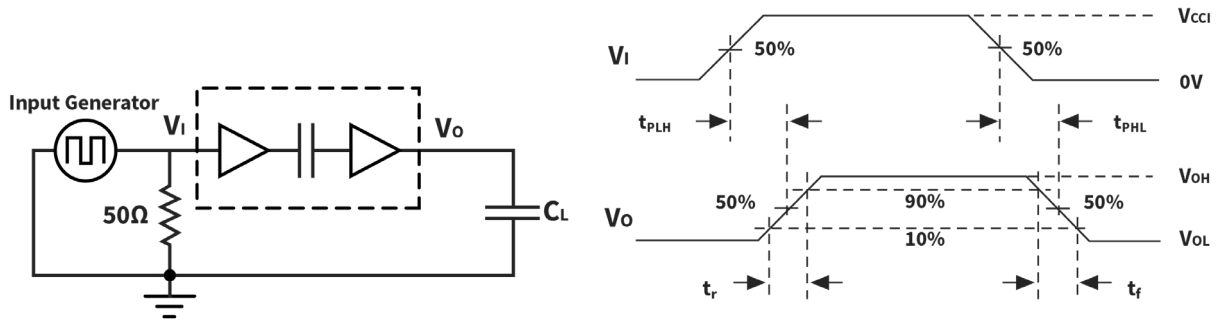 Input Generator
VI
VO
50Ω
CL
VI
50%
50%
VCCI
0V
tPLH
tPHL
VO
50%
90%
50%
10%
VOH
VOL
tr
tf